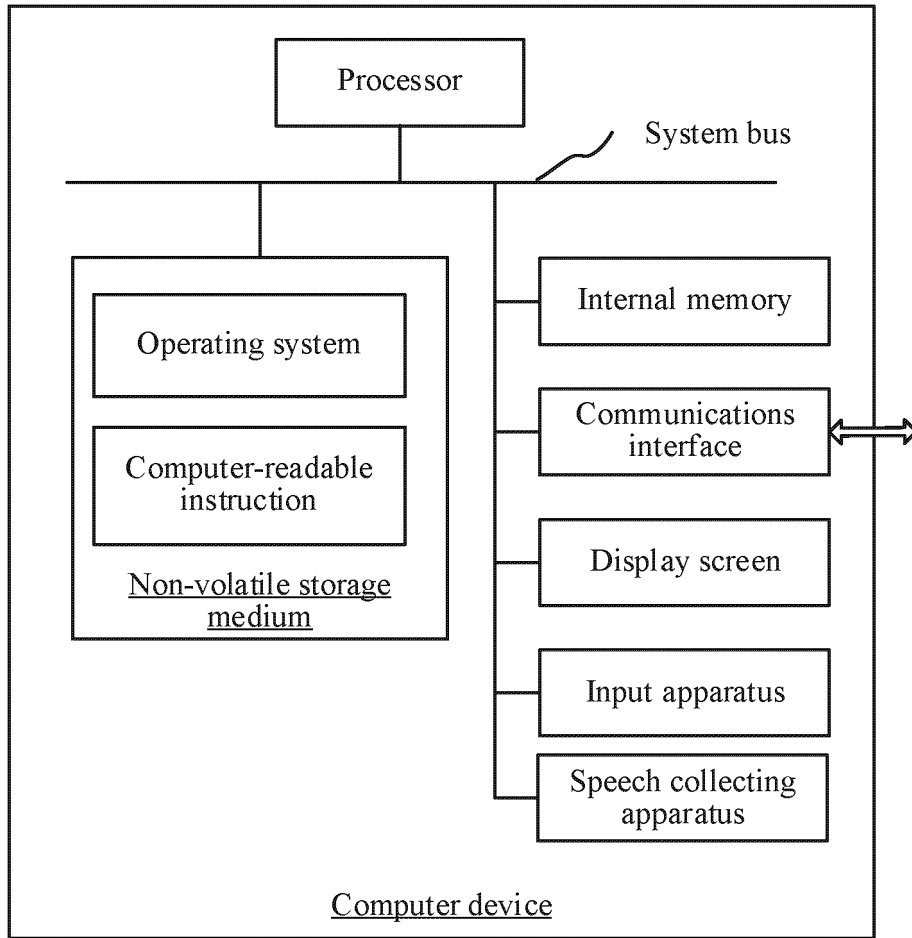 Processor
System bus
Operating system
Computer-readable
instruction
Non-volatile storage
medium
Internal memory
Communications
interface
Display screen
Input apparatus
Speech collecting
apparatus
Computer device